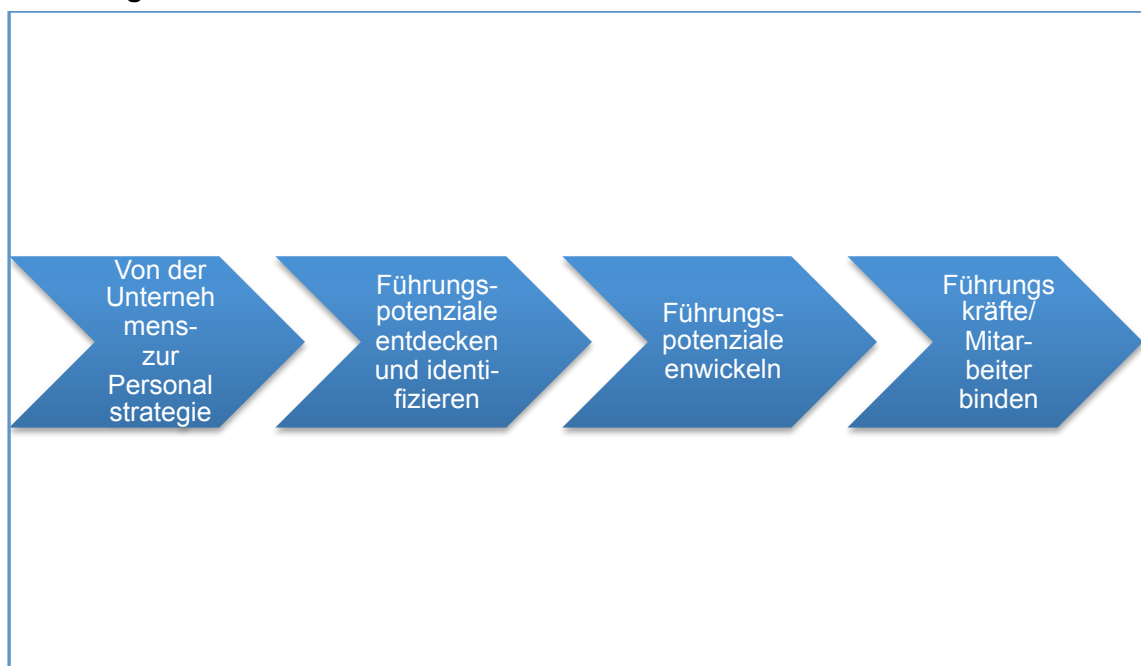 Von der
Unterneh
mens-
zur
Personal
strategie
Führungs-
potenziale
entdecken
und identi-
fizieren
Führungs-
potenziale
enwickeln
Führungs
kräfte/
Mitar-
beiter
binden